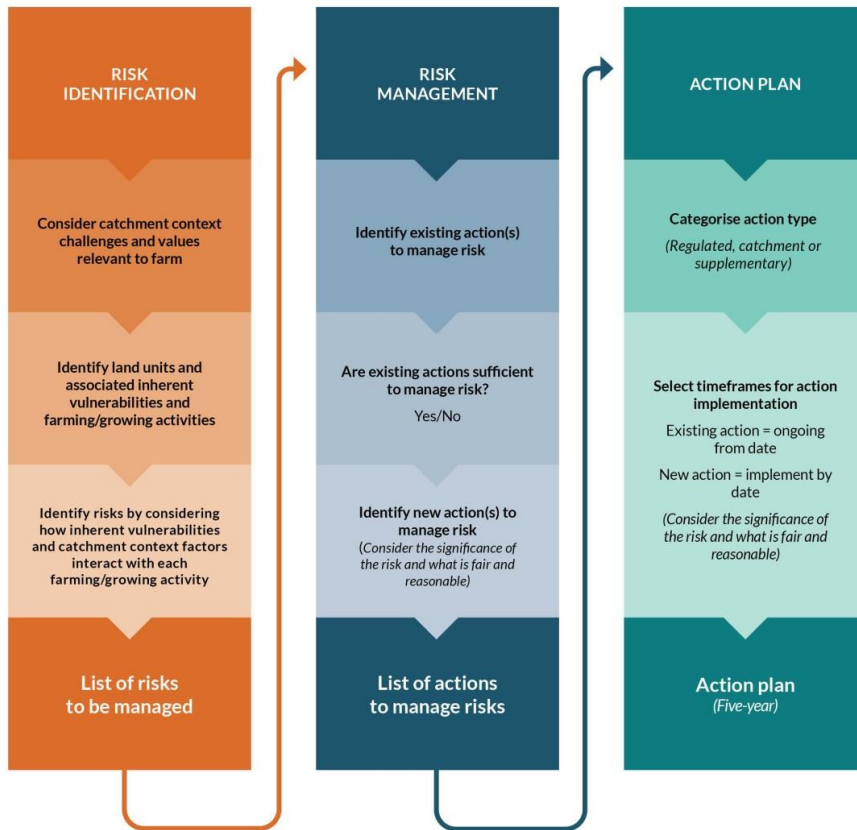 RISK
IDENTIFICATION
Consider catchment context
challenges and values
relevant to farm
Identify land units and
associated inherent
vulnerabilities and
farming/growing activities
Identify risks by considering
how inherent vulnerabilities
and catchment context factors
interact with each
farming/growing activity
List of risks
to be managed
RISK
MANAGEMENT
Identify existing action(s)
to manage risk
Are existing actions sufficient
to manage risk?
Yes/No
Identify new action(s) to
manage risk
(Consider the significance of
the risk and what is fair and
reasonable)
List of actions
to manage risks
ACTION PLAN
Categorise action type
(Regulated, catchment or
supplementary)
Select timeframes for action
implementation
Existing action = ongoing
from date
New action = implement by
date
(Consider the significance of
the risk and what is fair and
reasonable)
Action plan
(Five-year)